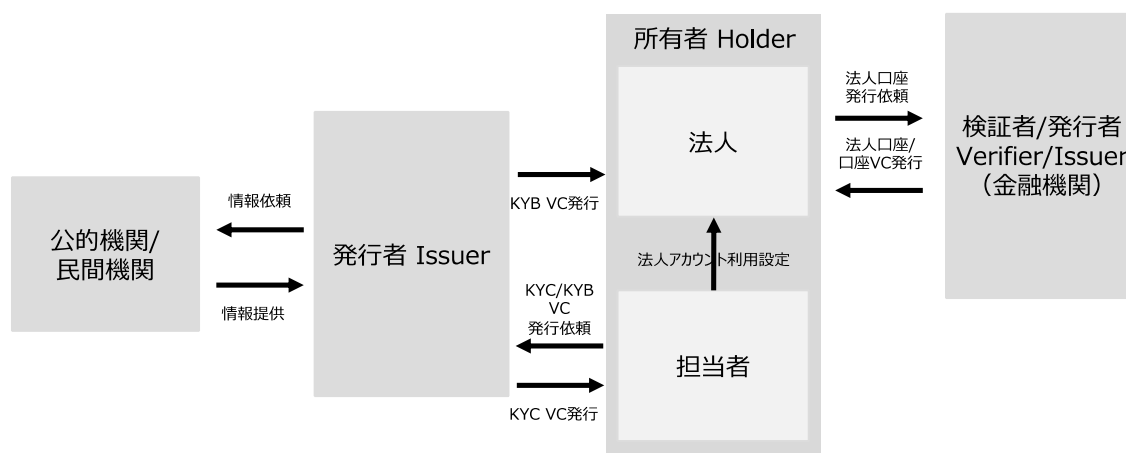 公的機関/
民間機関
情報依頼
情報提供
発行者 Issuer
KYB VC発行
KYC/KYB
VC
発行依頼
KYC VC発行
所有者 Holder
法人
法人アカウント利用設定
担当者
法人口座
発行依頼
法人口座/
口座VC発行
検証者/発行者
Verifier/Issuer
（金融機関）